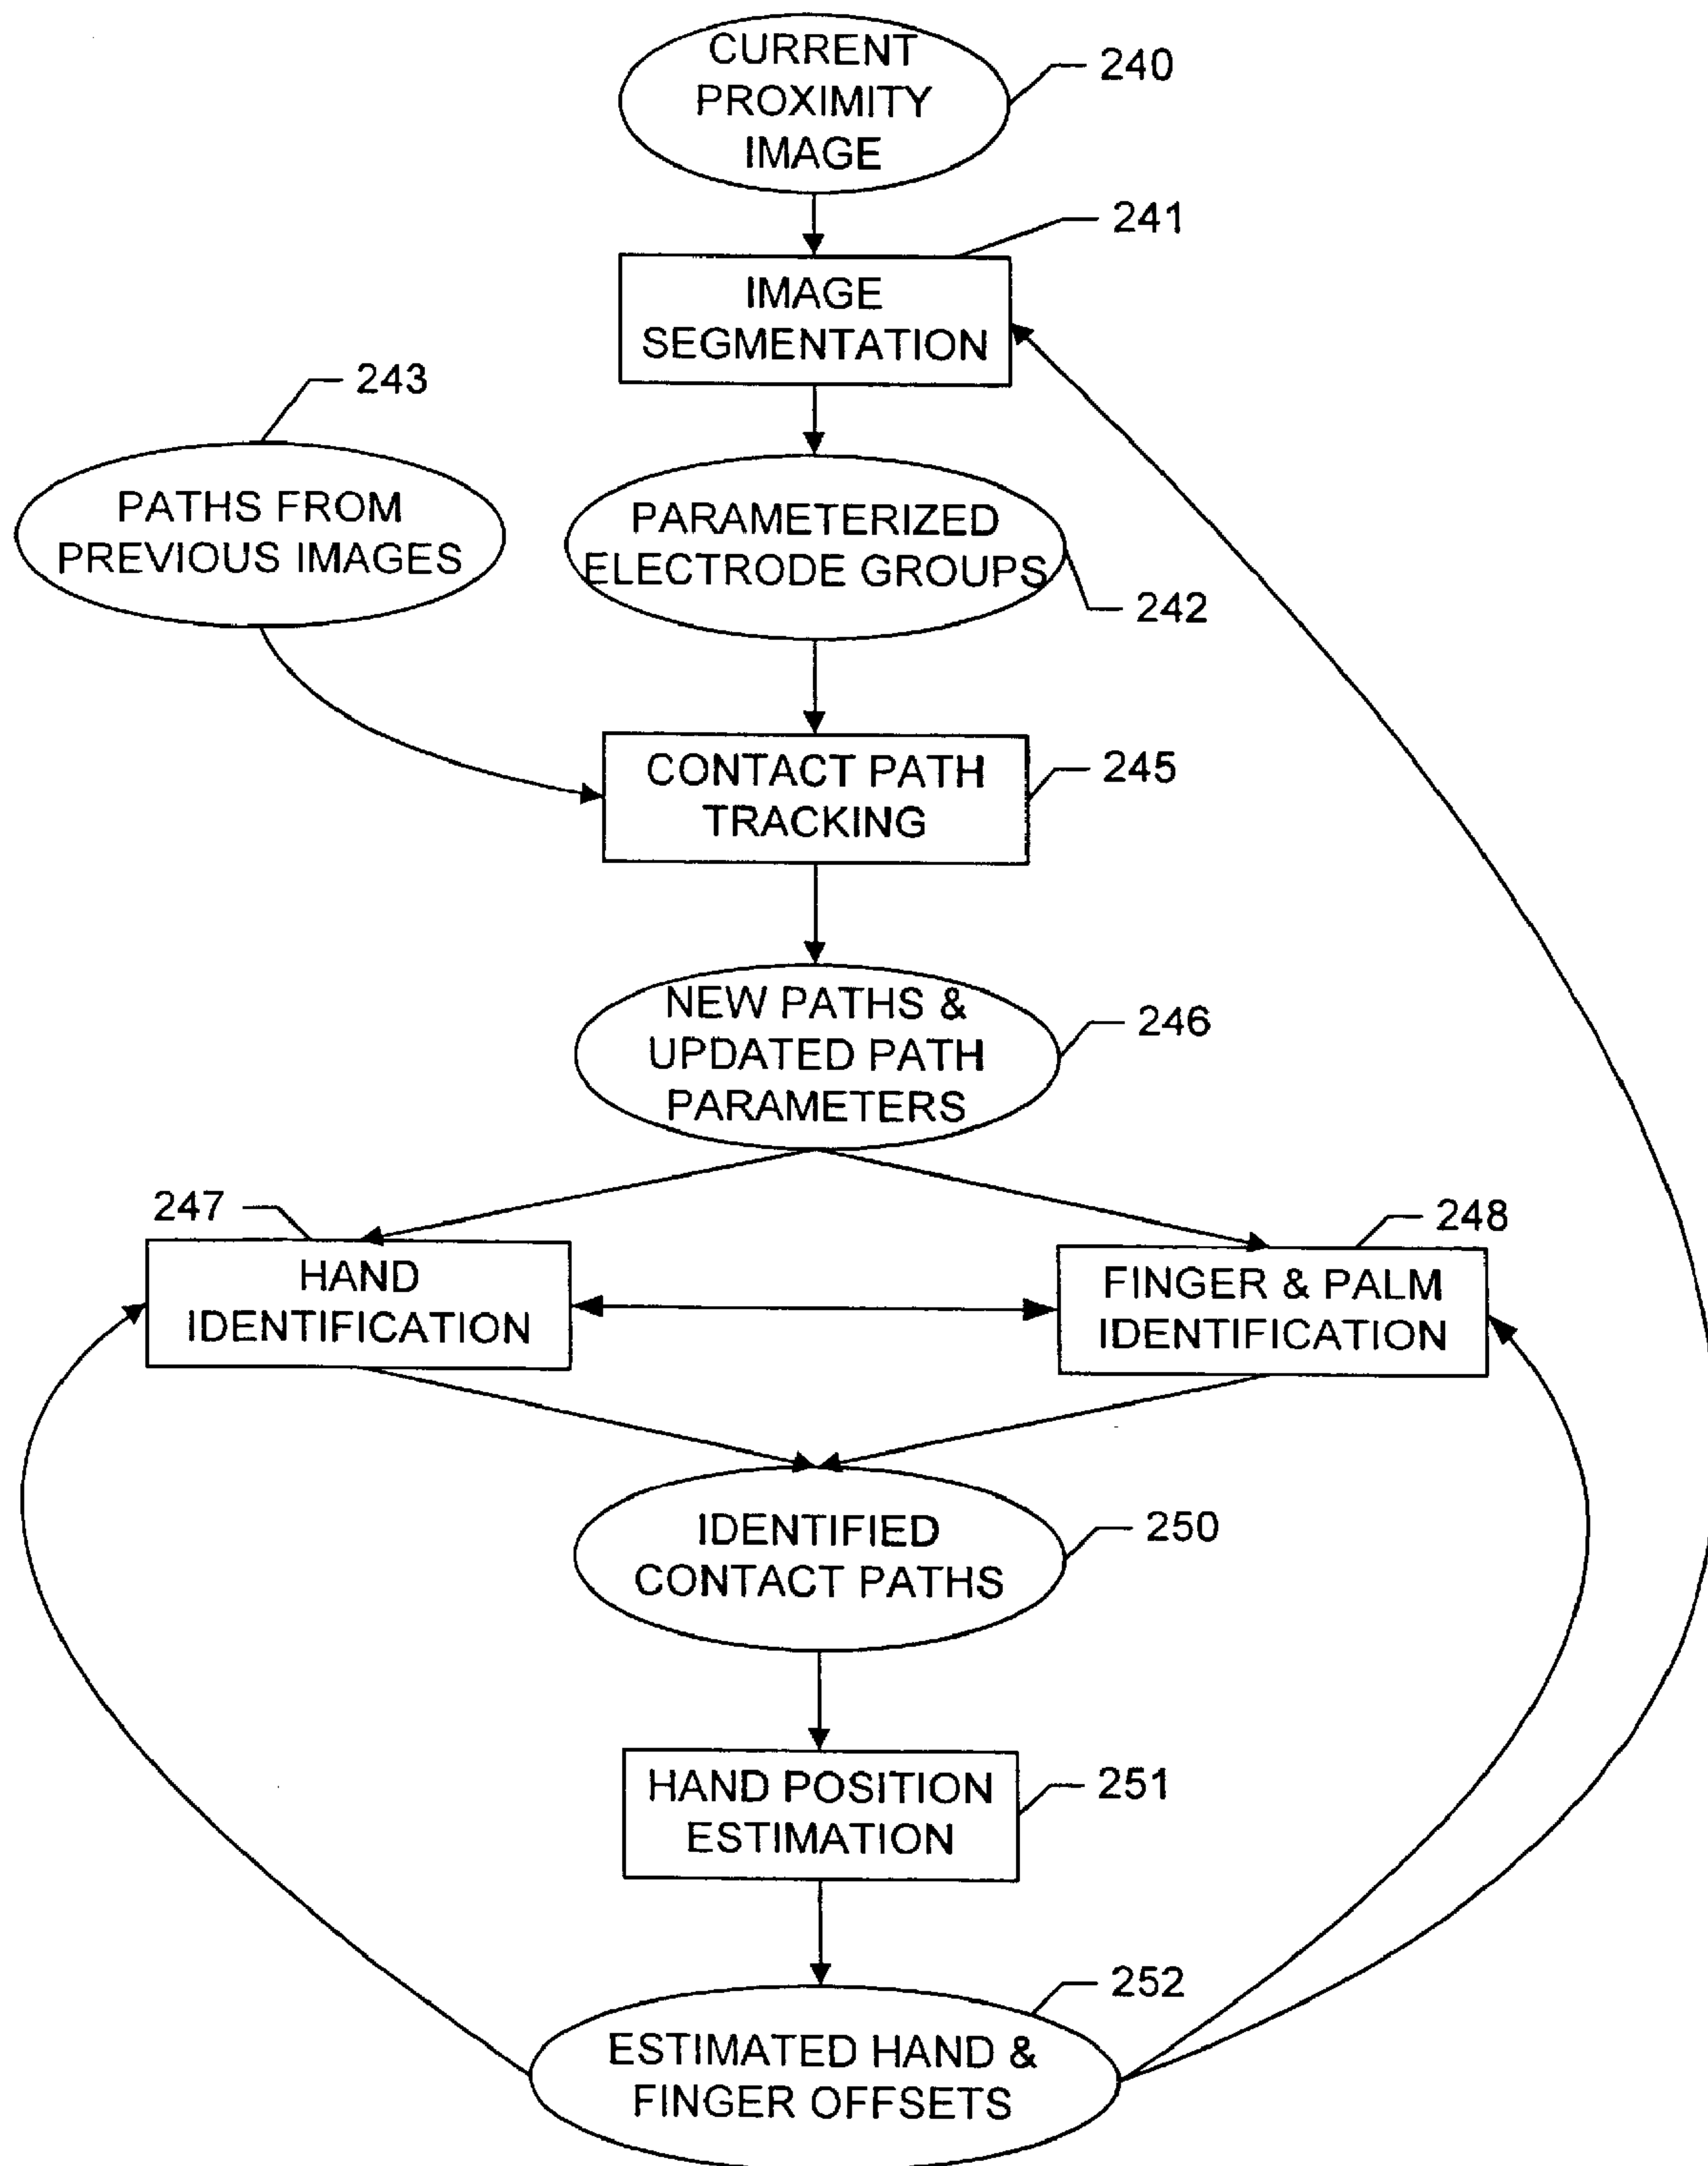 CURRENT
PROXIMITY
IMAGE
240
241
IMAGE
SEGMENTATION
243
PATHS FROM
PREVIOUS IMAGES
PARAMETERIZED
ELECTRODE GROUPS
242
CONTACT PATH
TRACKING
245
NEW PATHS &
UPDATED PATH
PARAMETERS
246
247
HAND
IDENTIFICATION
248
FINGER & PALM
IDENTIFICATION
IDENTIFIED
CONTACT PATHS
250
HAND POSITION
ESTIMATION
251
252
ESTIMATED HAND &
FINGER OFFSETS